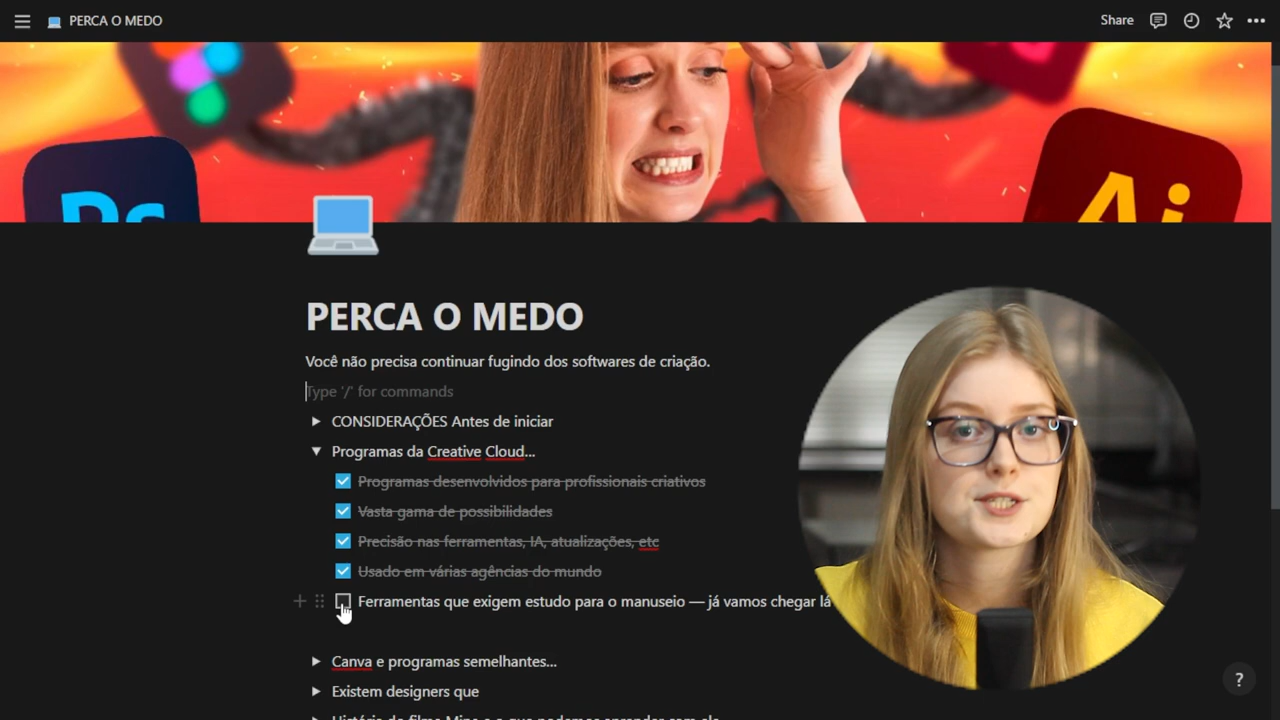 PERCA O MEDO
Share
Ps
Ai
PERCA O MEDO
Você não precisa continuar fugindo dos softwares de criação.
Type '/' for commands
CONSIDERAÇÕES Antes de iniciar
Programas da Creative Cloud...
Programas desenvolvidos para profissionais criativos
Vasta gama de possibilidades
Precisão nas ferramentas, IA, atualizações, etc
Usado em várias agências do mundo
Ferramentas que exigem estudo para o manuseio — já vamos chegar lá
Canva e programas semelhantes...
Existem designers que
?